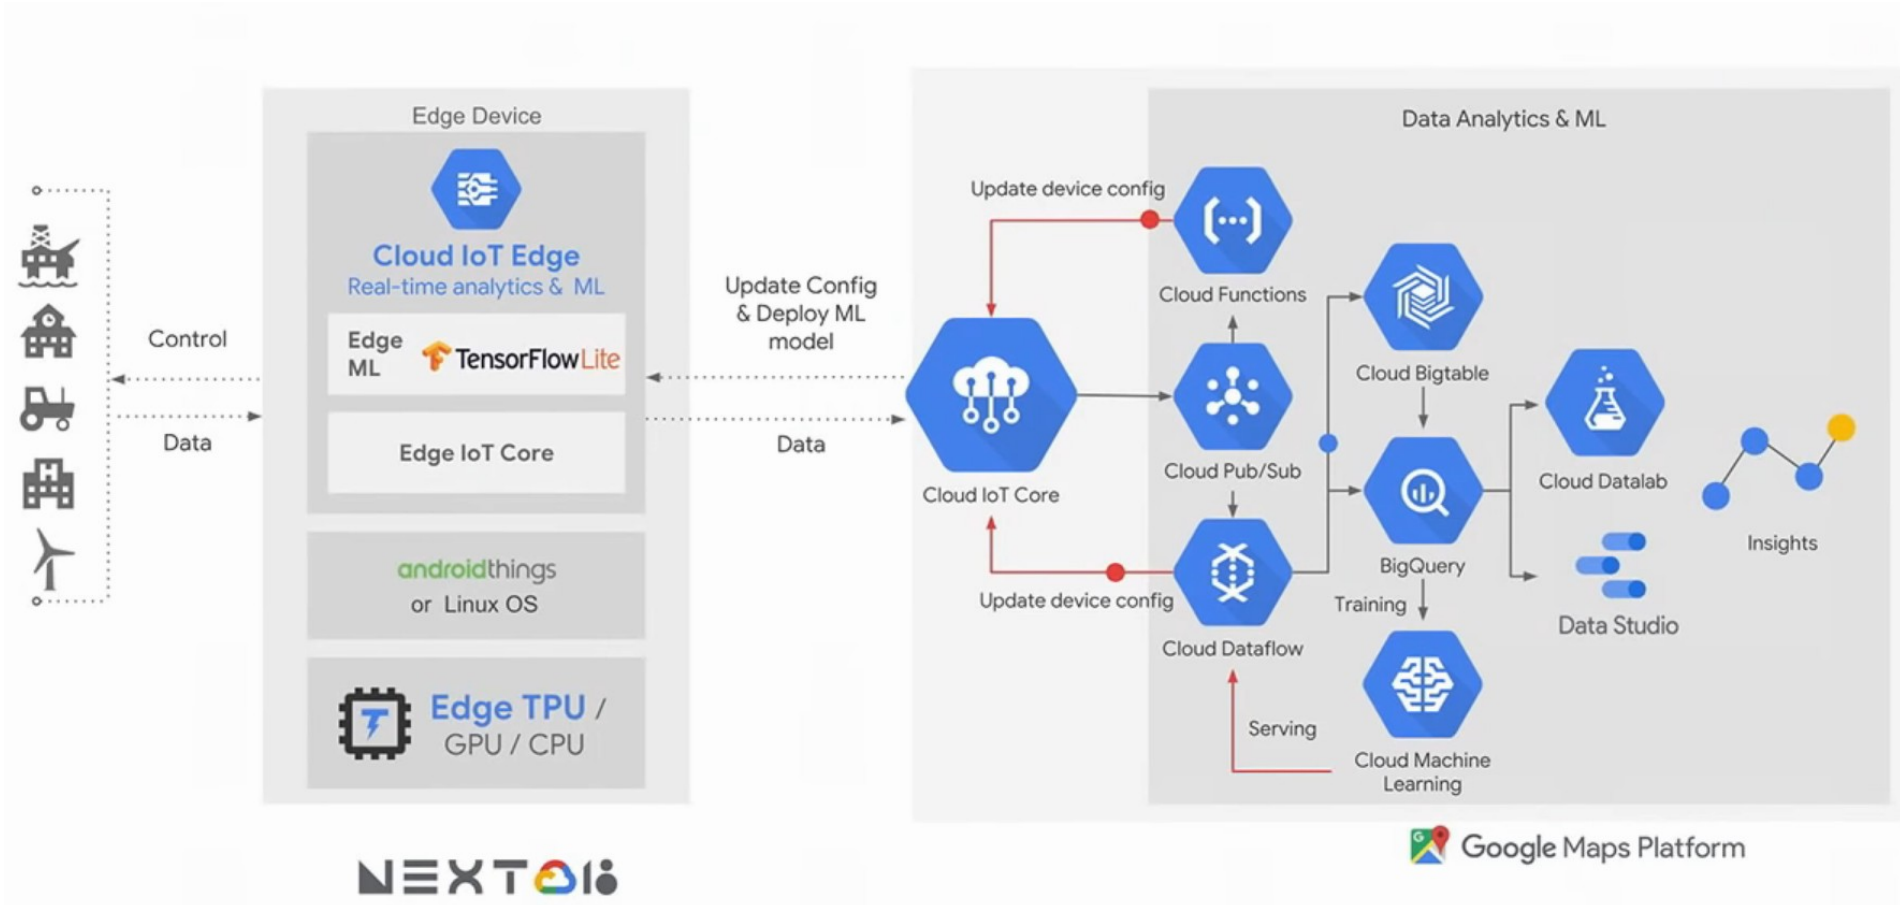 Edge Device
Cloud IoT Edge
Real-time analytics & ML
Edge
ML
TensorFlow Lite
Edge IoT Core
androidthings
or Linux OS
Edge TPU /
GPU / CPU
Control
Data
Update Config
& Deploy ML
model
Data
Data Analytics & ML
Update device config
Cloud Functions
Cloud IoT Core
Cloud Pub/Sub
Update device config
Cloud Dataflow
Serving
Cloud Bigtable
BigQuery
Training
Cloud Machine
Learning
Cloud Datalab
Data Studio
Insights
NEXT 18
G
Google Maps Platform